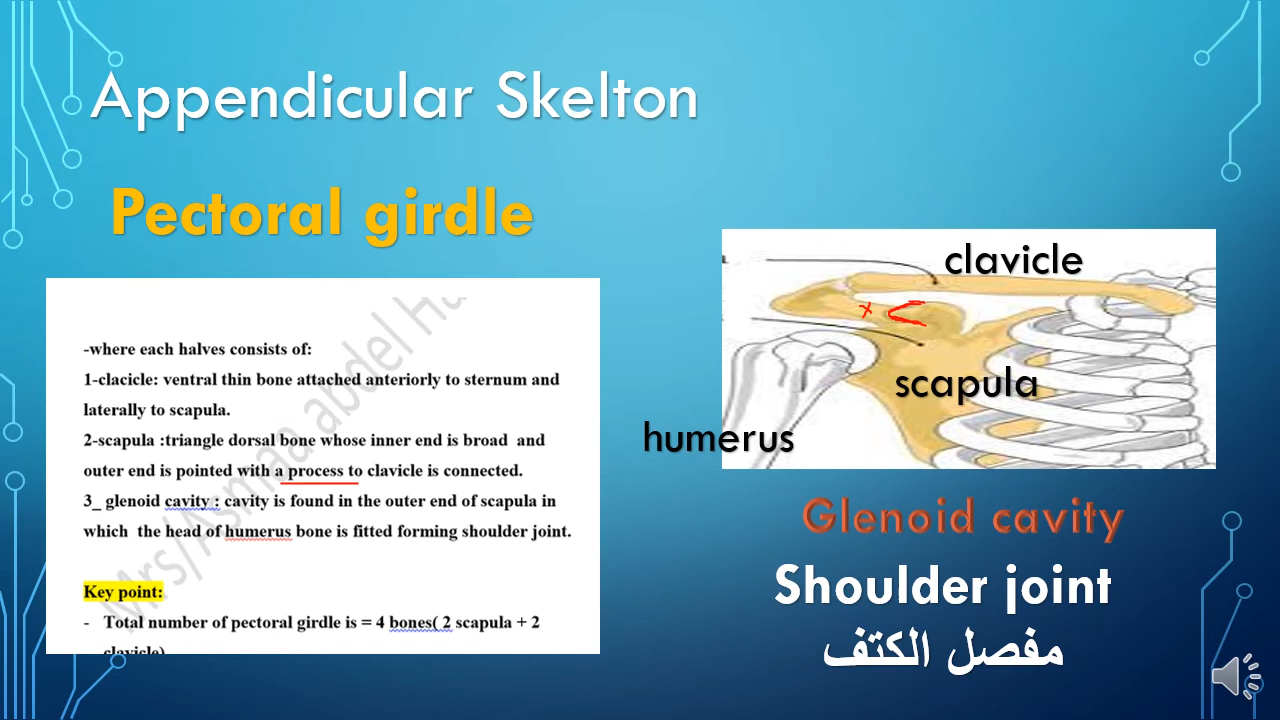 Appendicular Skelton
Pectoral girdle
-where each halves consists of:
1-clacicle: ventral thin bone attached anteriorly to sternum and
laterally to scapula.
2-scapula :triangle dorsal bone whose inner end is broad and
outer end is pointed with a process to clavicle is connected.
3_ glenoid cavity : cavity is found in the outer end of scapula in
which the head of humerus bone is fitted forming shoulder joint.
Key point:
- Total number of pectoral girdle is = 4 bones( 2 scapula + 2
clavicle)
Mrs/Asmaa abdel
clavicle
scapula
humerus
Glenoid cavity
Shoulder joint
مفصل الكتف